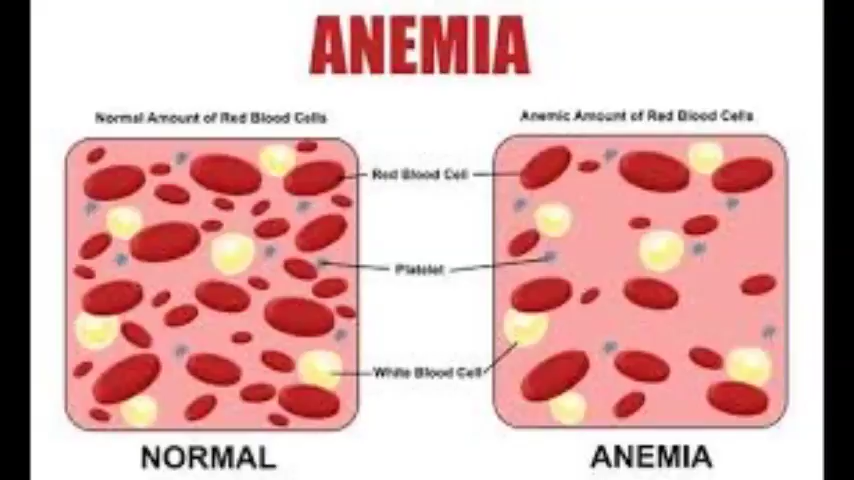 ANEMIA
Normal Amount of Red Blood Cells
Anemic Amount of Red Blood Cells
Red Blood Cell
Platelet
White Blood Cell
NORMAL
ANEMIA